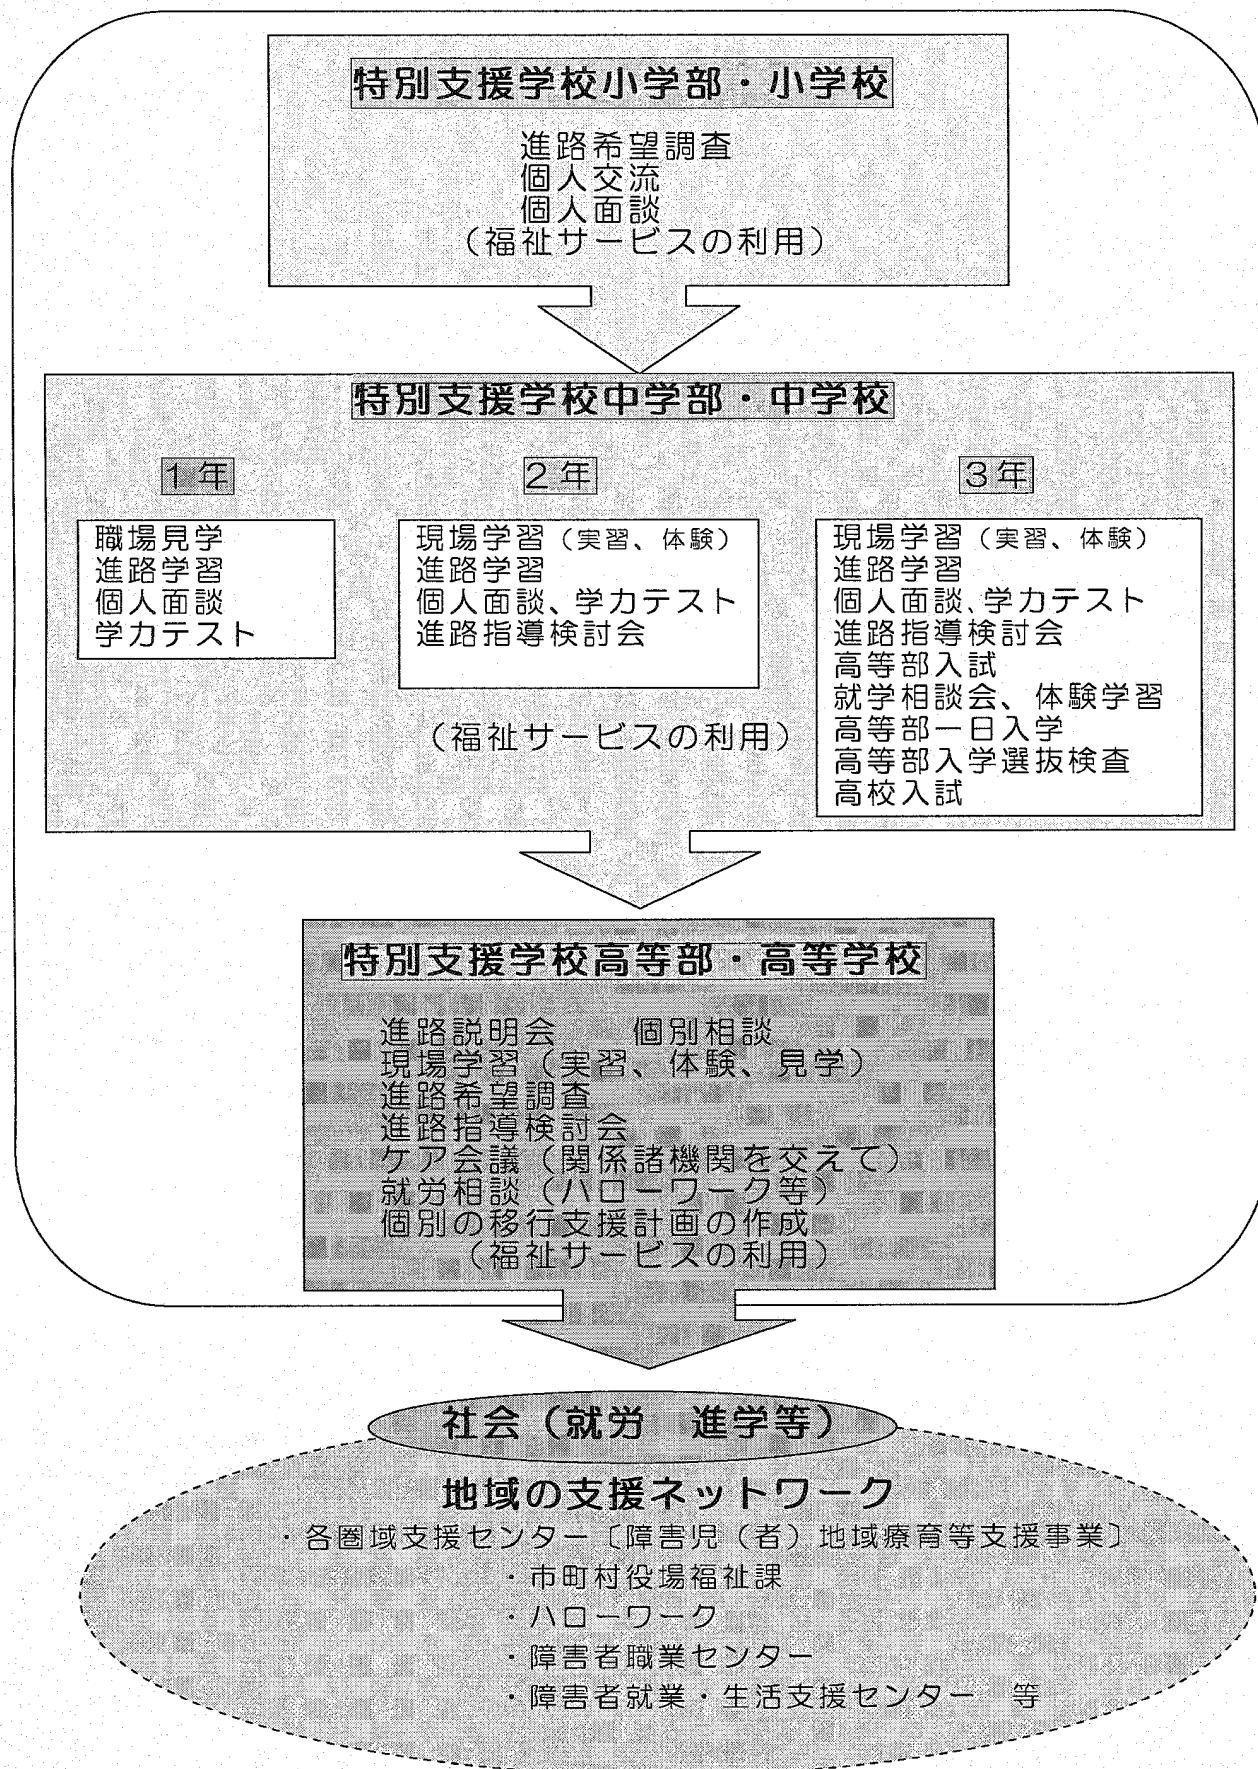 特別支援学校小学部・小学校
進路希望調査
個人交流
個人面談
（福祉サービスの利用）
特別支援学校中学部・中学校
1年
職場見学
進路学習
個人面談
学力テスト
2年
現場学習（実習、体験）
進路学習
個人面談、学力テスト
進路指導検討会
3年
現場学習（実習、体験）
進路学習
個人面談、学力テスト
進路指導検討会
高等部入試
就学相談会、体験学習
高等部一日入学
高等部入学選抜検査
高校入試
（福祉サービスの利用）
特別支援学校高等部・高等学校
進路説明会　　個別相談
現場学習（実習、体験、見学）
進路希望調査
進路指導検討会
ケア会議（関係諸機関を交えて）
就労相談（ハローワーク等）
個別の移行支援計画の作成
（福祉サービスの利用）
社会（就労　進学等）
地域の支援ネットワーク
・各圏域支援センター〔障害児（者）地域療育等支援事業〕
・市町村役場福祉課
・ハローワーク
・障害者職業センター
・障害者就業・生活支援センター　等